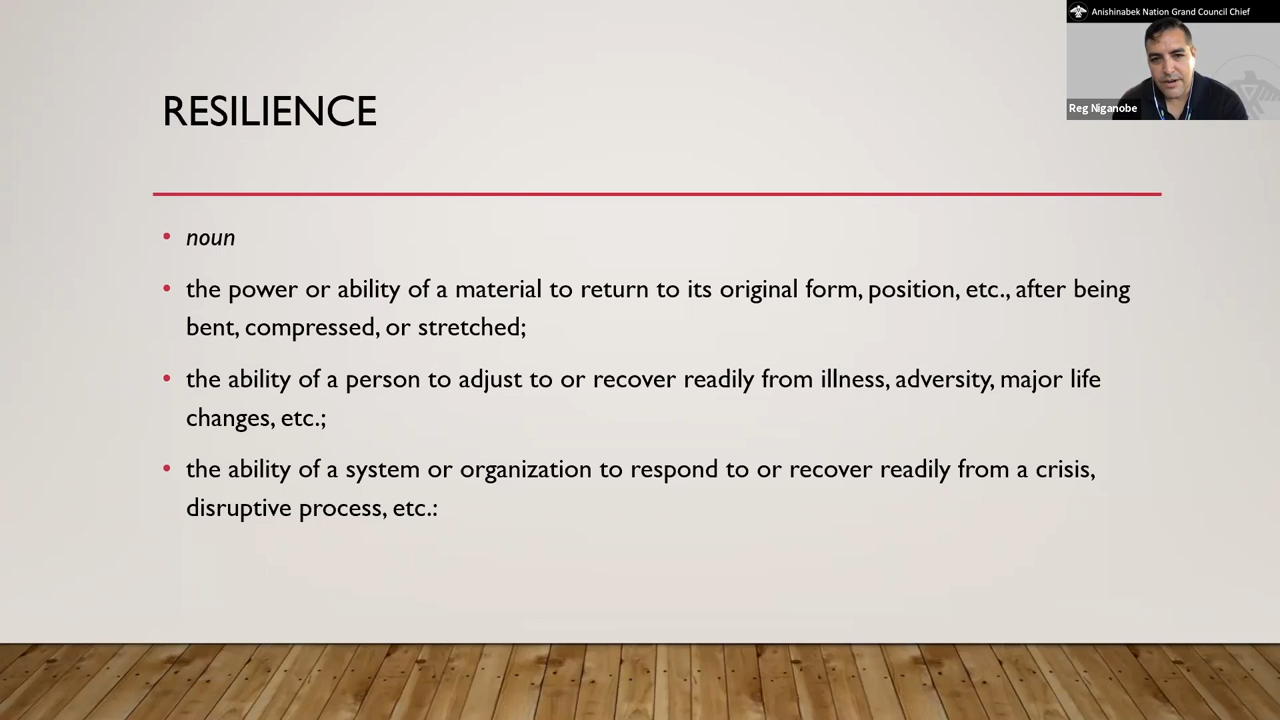 Anishinabek Nation Grand Council Chief
Reg Niganobe
RESILIENCE
noun
the power or ability of a material to return to its original form, position, etc., after being
bent, compressed, or stretched;
the ability of a person to adjust to or recover readily from illness, adversity, major life
changes, etc.;
the ability of a system or organization to respond to or recover readily from a crisis,
disruptive process, etc.: